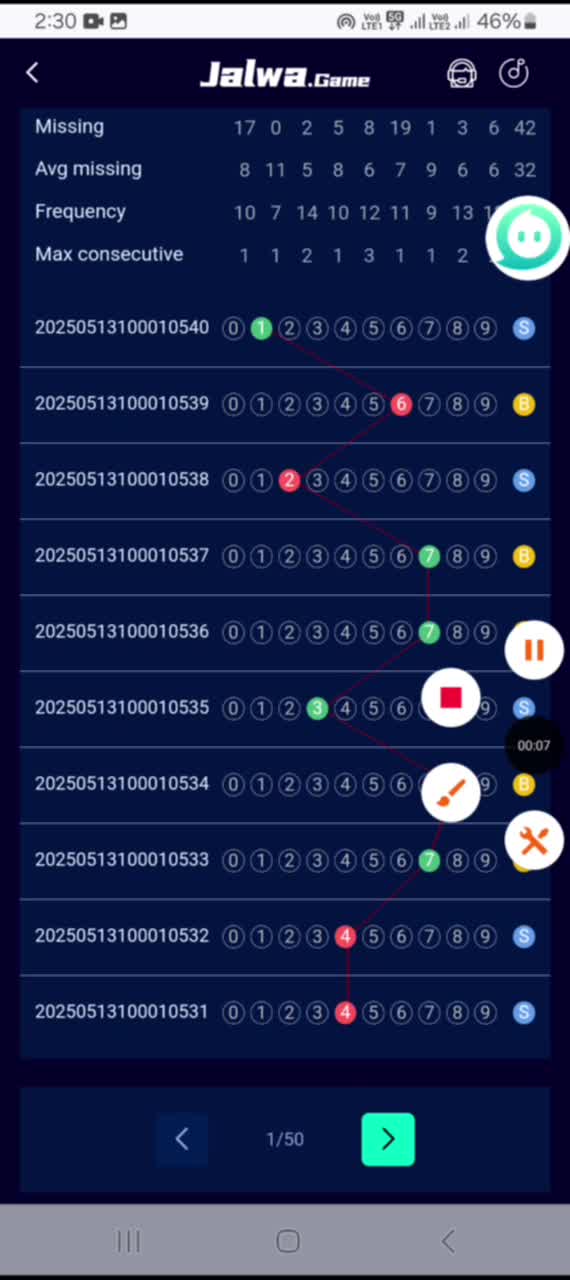 2:30 Vo) LTE1 5G Vo) LTE2 46%
Jalwa.Game
Missing 17 0 2 5 8 19 1 3 6 42
Avg missing 8 11 5 8 6 7 9 6 6 32
Frequency 10 7 14 10 12 11 9 13
Max consecutive 1 1 2 1 3 1 1 2
20250513100010540 0 1 2 3 4 5 6 7 8 9 S
20250513100010539 0 1 2 3 4 5 6 7 8 9 B
20250513100010538 0 1 2 3 4 5 6 7 8 9 S
20250513100010537 0 1 2 3 4 5 6 7 8 9 B
20250513100010536 0 1 2 3 4 5 6 7 8 9
20250513100010535 0 1 2 3 4 5 6 9 S
00:07
20250513100010534 0 1 2 3 4 5 6 9 B
20250513100010533 0 1 2 3 4 5 6 7 8 9
20250513100010532 0 1 2 3 4 5 6 7 8 9 S
20250513100010531 0 1 2 3 4 5 6 7 8 9 S
1/50